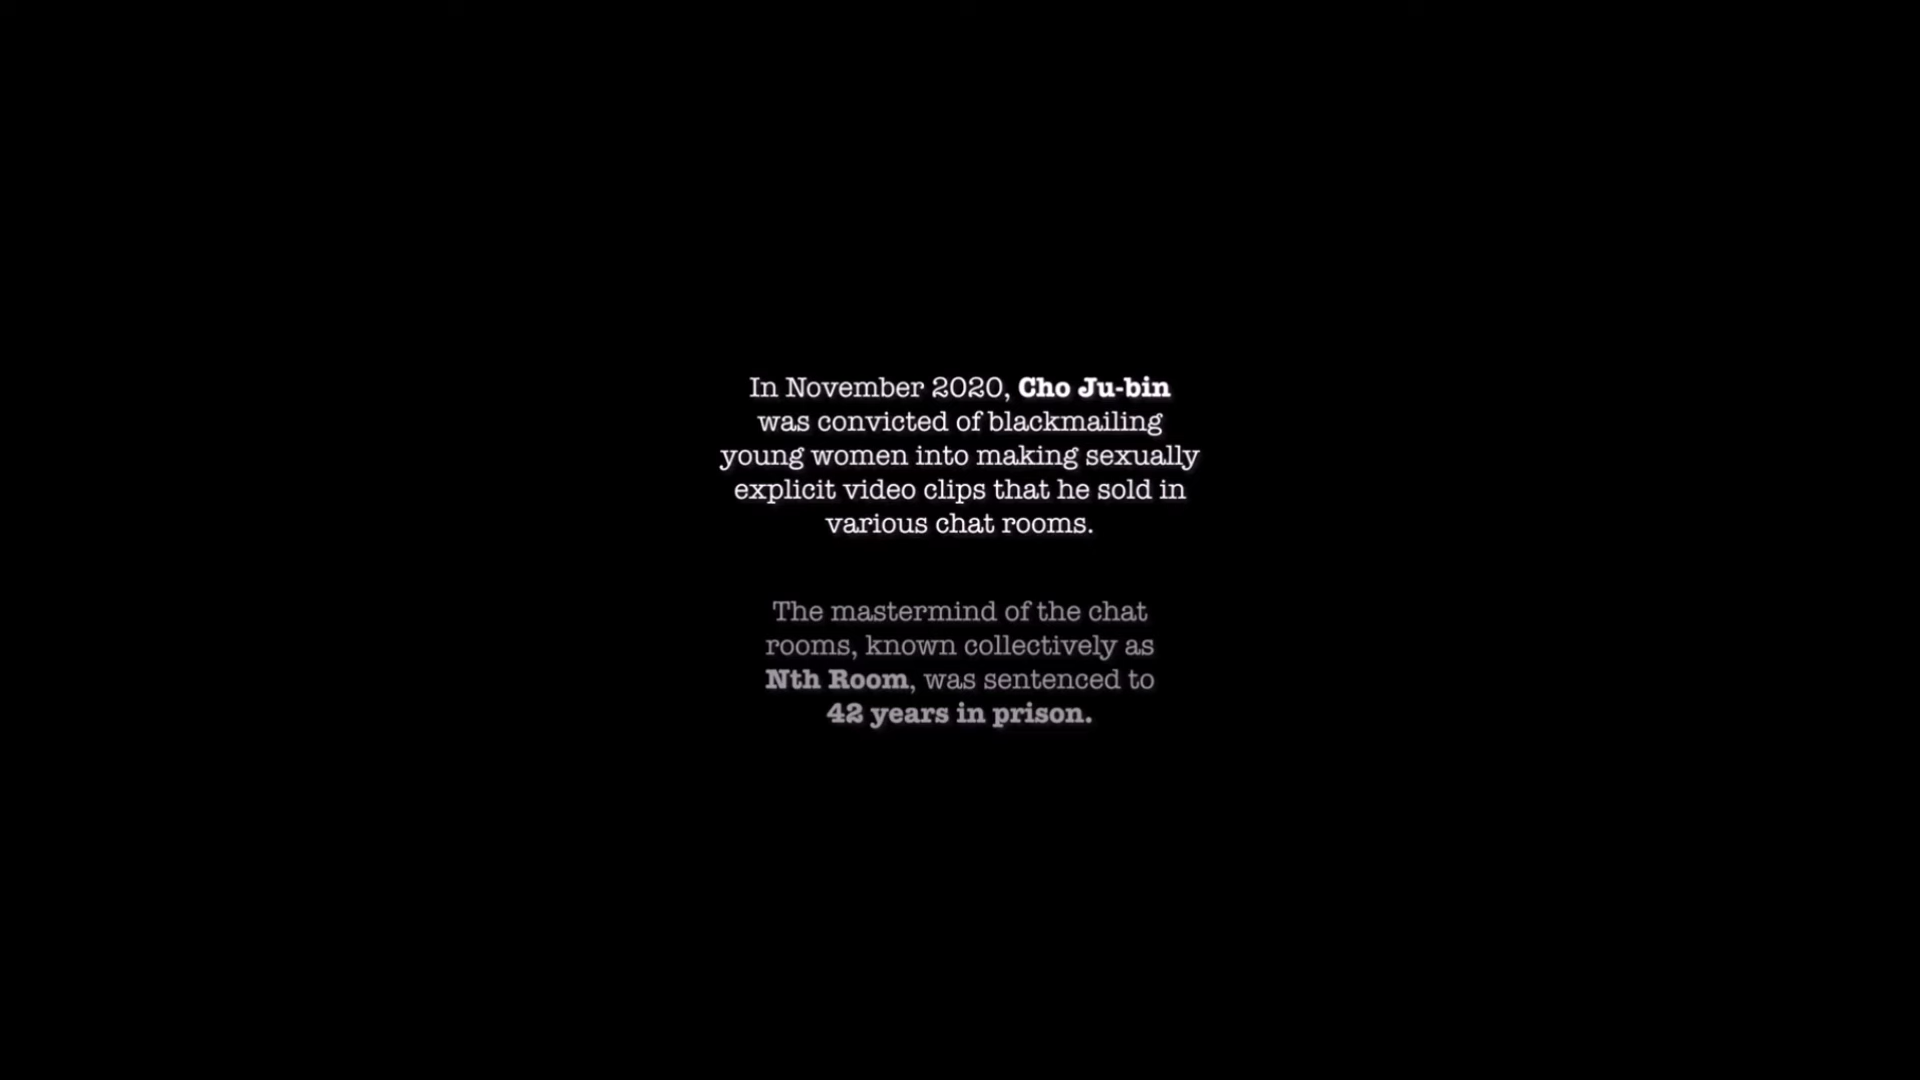 In November 2020, Cho Ju-bin
was convicted of blackmailing
young women into making sexually
explicit video clips that he sold in
various chat rooms.
The mastermind of the chat
rooms, known collectively as
Nth Room, was sentenced to
42 years in prison.